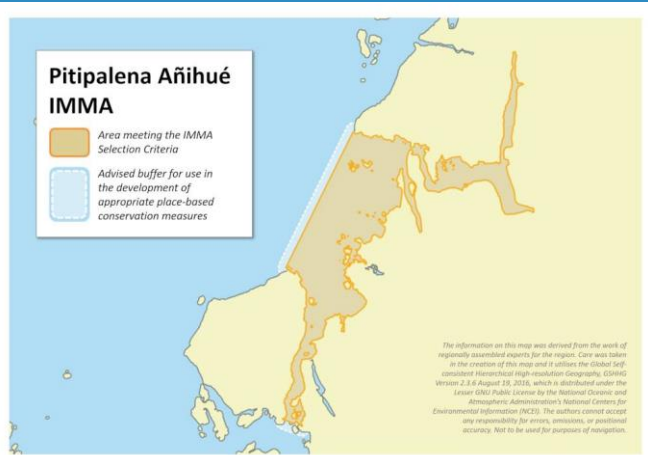 Pitipalena Añihué
IMMA
Area meeting the IMMA
Selection Criteria
Advised buffer for use in
the development of
appropriate place-based
conservation measures
The information on this map was derived from the work of
regionally assembled experts for the region. Care was taken
in the creation of this map and it utilises the Global Self-
consistent Hierarchical High-resolution Geography, GSHHG
Version 2.3.6 August 19, 2016, which is distributed under the
Lesser GNU Public License by the National Oceanic and
Atmospheric Administration's National Centers for
Environmental Information (NCEI). The authors cannot accept
any responsibility for errors, omissions, or positional
accuracy. Not to be used for purposes of navigation.